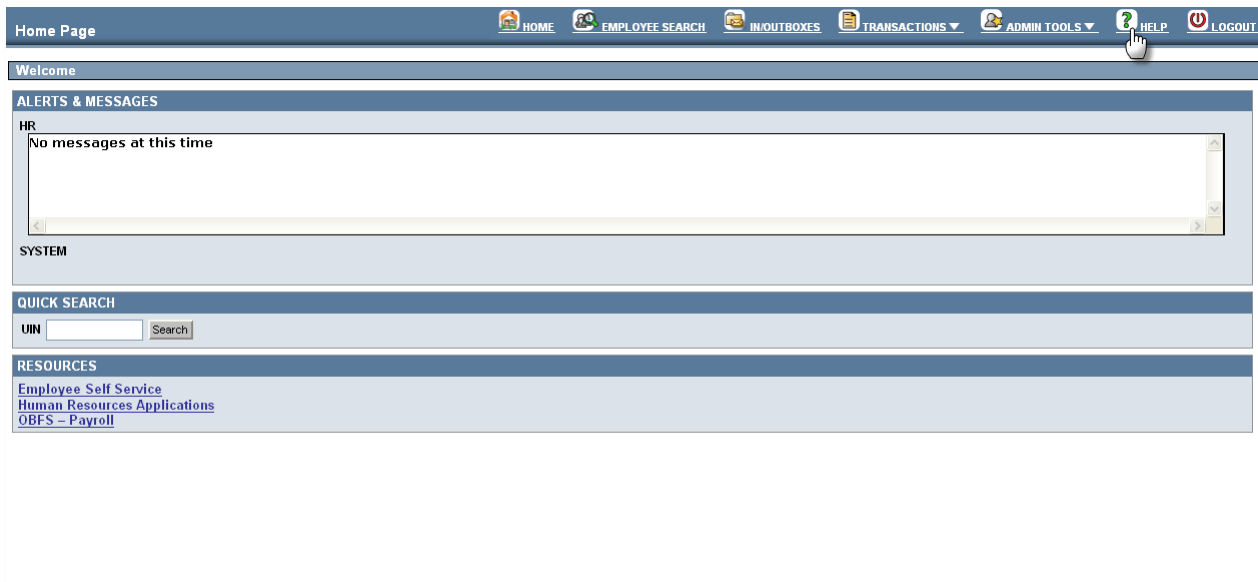 Home Page HOME EMPLOYEE SEARCH IN/OUTBOXES TRANSACTIONS ADMIN TOOLS HELP LOGOUT
Welcome
ALERTS & MESSAGES
HR
No messages at this time
SYSTEM
QUICK SEARCH
UIN Search
RESOURCES
Employee Self Service
Human Resources Applications
OBFS – Payroll